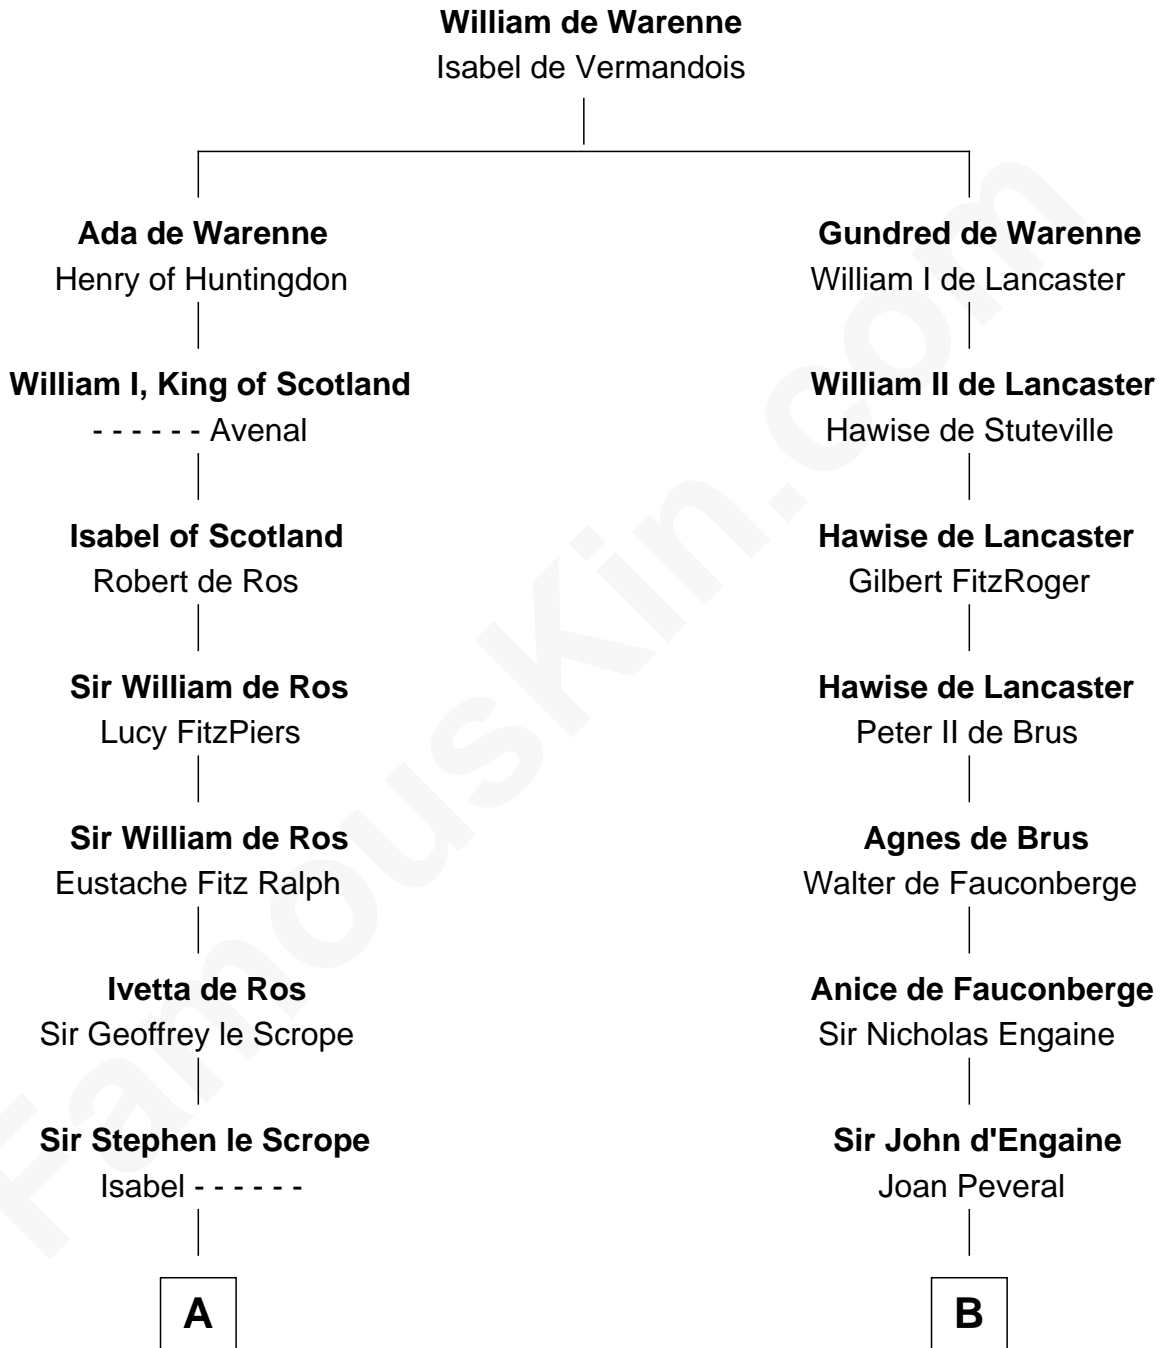 William de Warenne
Isabel de Vermandois
Ada de Warenne
Henry of Huntingdon
William I, King of Scotland
- - - - - - Avenal
Isabel of Scotland
Robert de Ros
Sir William de Ros
Lucy FitzPiers
Sir William de Ros
Eustache Fitz Ralph
Ivetta de Ros
Sir Geoffrey le Scrope
Sir Stephen le Scrope
Isabel - - - - - -
A
Gundred de Warenne
William I de Lancaster
William II de Lancaster
Hawise de Stuteville
Hawise de Lancaster
Gilbert FitzRoger
Hawise de Lancaster
Peter II de Brus
Agnes de Brus
Walter de Fauconberge
Anice de Fauconberge
Sir Nicholas Engaine
Sir John d'Engaine
Joan Peveral
B
FamousKin.com